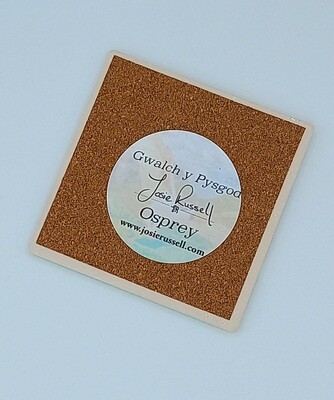 Gwalch y Pysgod
Josie Russell
Osprey
www.josierussell.com